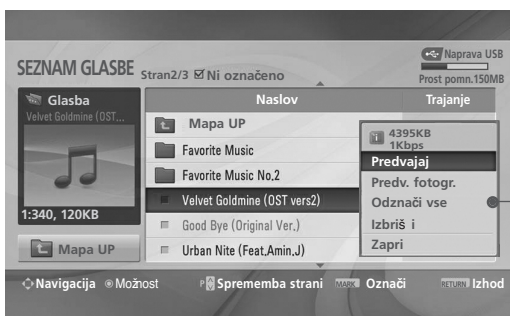 SEZNAM GLASBE
Stran2/3 Ni označeno
Naprava USB
Prost pomn.150MB
Glasba
Velvet Goldmine (OST...
1:340, 120KB
Mapa UP
Naslov
Trajanje
Mapa UP
Favorite Music
Favorite Music No.2
Velvet Goldmine (OST vers2)
Good Bye (Original Ver.)
Urban Nite (Feat.Amin.J)
4395KB
1Kbps
Predvajaj
Predv. fotogr.
Odznači vse
Izbriš i
Zapri
Navigacija
Možnost
P Sprememba strani
MARK Označi
RETURN Izhod